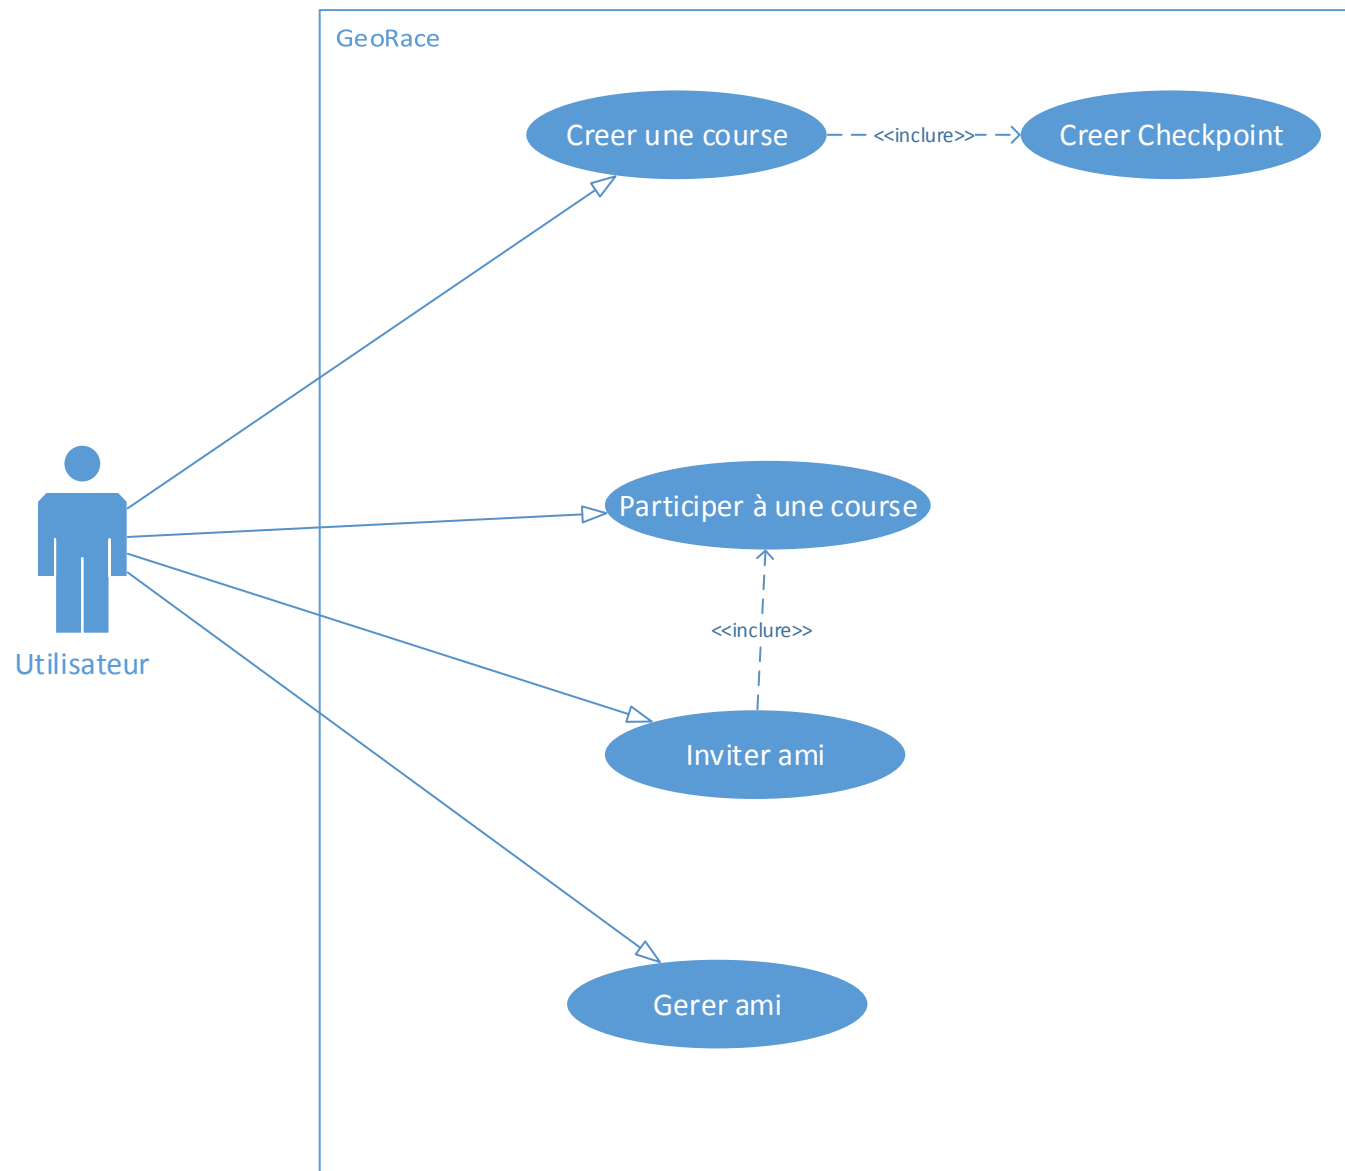 GeoRace
Creer une course
<<inclure>>
Creer Checkpoint
Participer à une course
<<inclure>>
Utilisateur
Inviter ami
Gerer ami